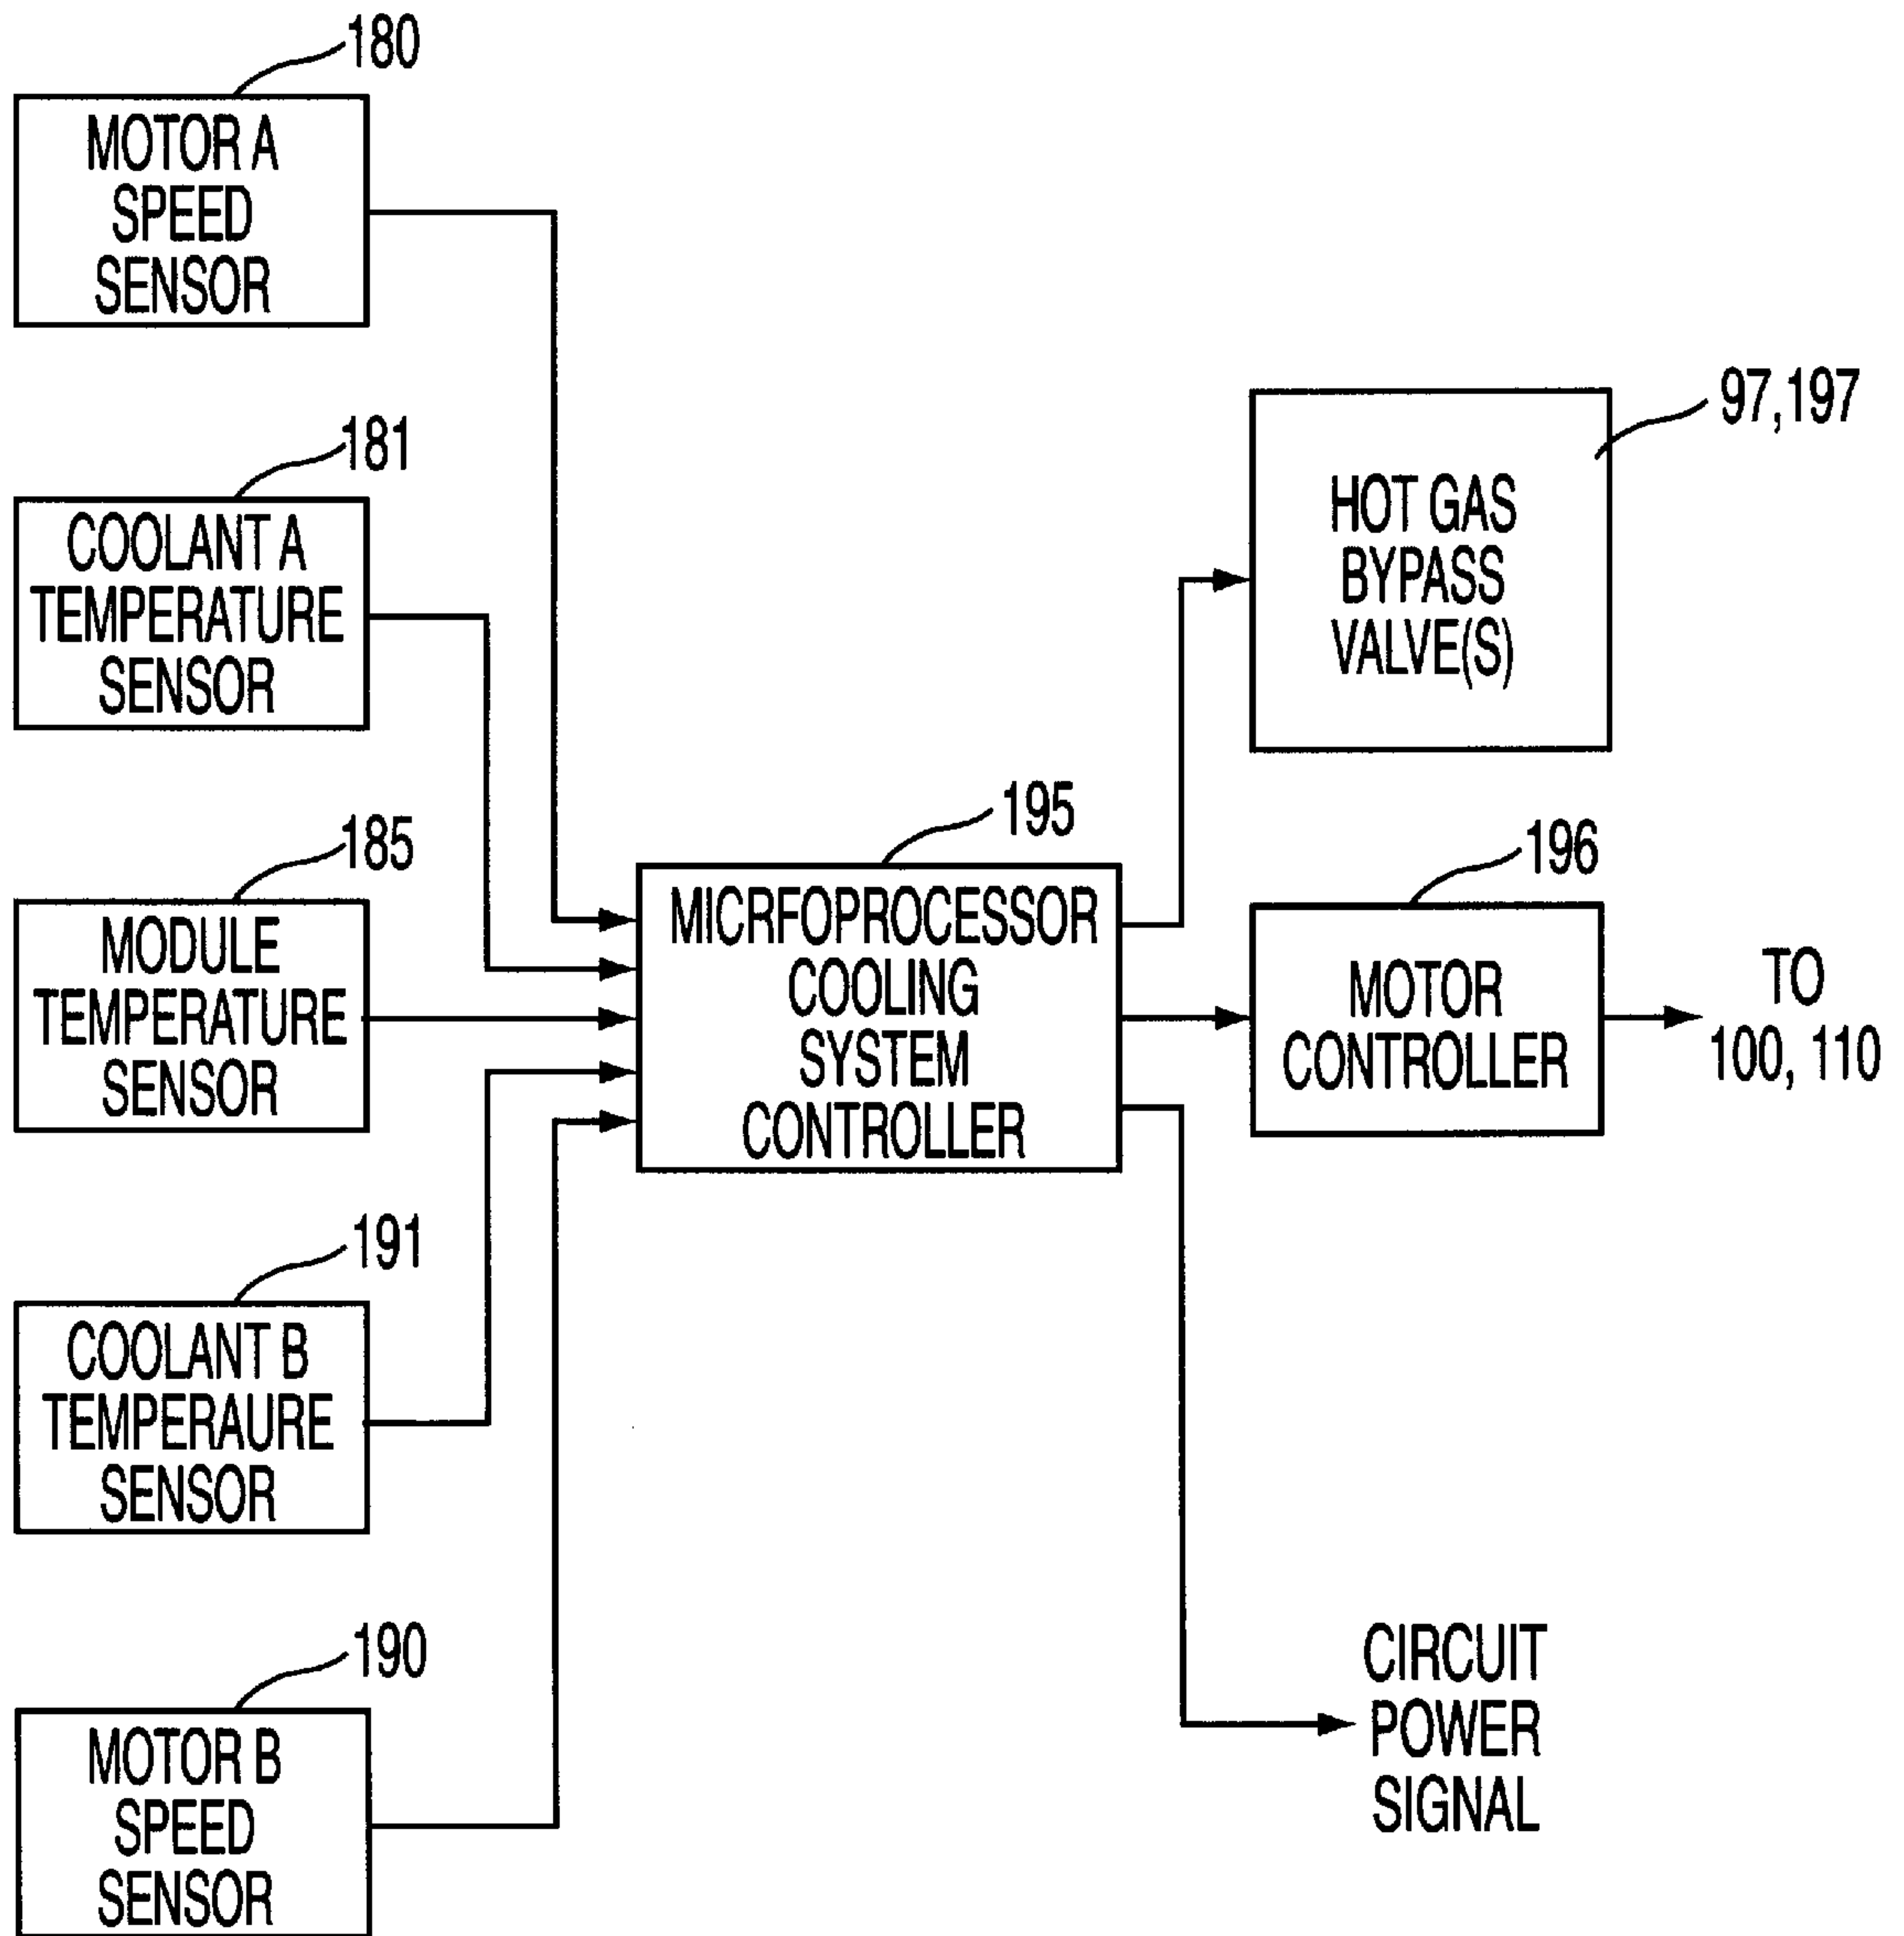 180
MOTOR A
SPEED
SENSOR
181
COOLANT A
TEMPERATURE
SENSOR
185
MODULE
TEMPERATURE
SENSOR
191
COOLANT B
TEMPERAURE
SENSOR
190
MOTOR B
SPEED
SENSOR
195
MICRFOPROCESSOR
COOLING
SYSTEM
CONTROLLER
97,197
HOT GAS
BYPASS
VALVE(S)
196
MOTOR
CONTROLLER
TO
100, 110
CIRCUIT
POWER
SIGNAL